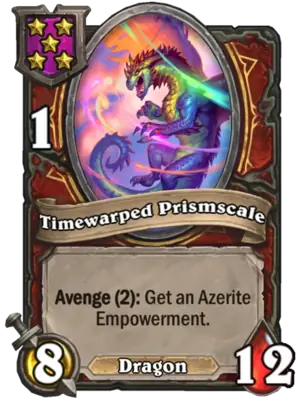 1
Timewarped Prismscale
Avenge (2): Get an Azerite
Empowerment.
8
Dragon
12